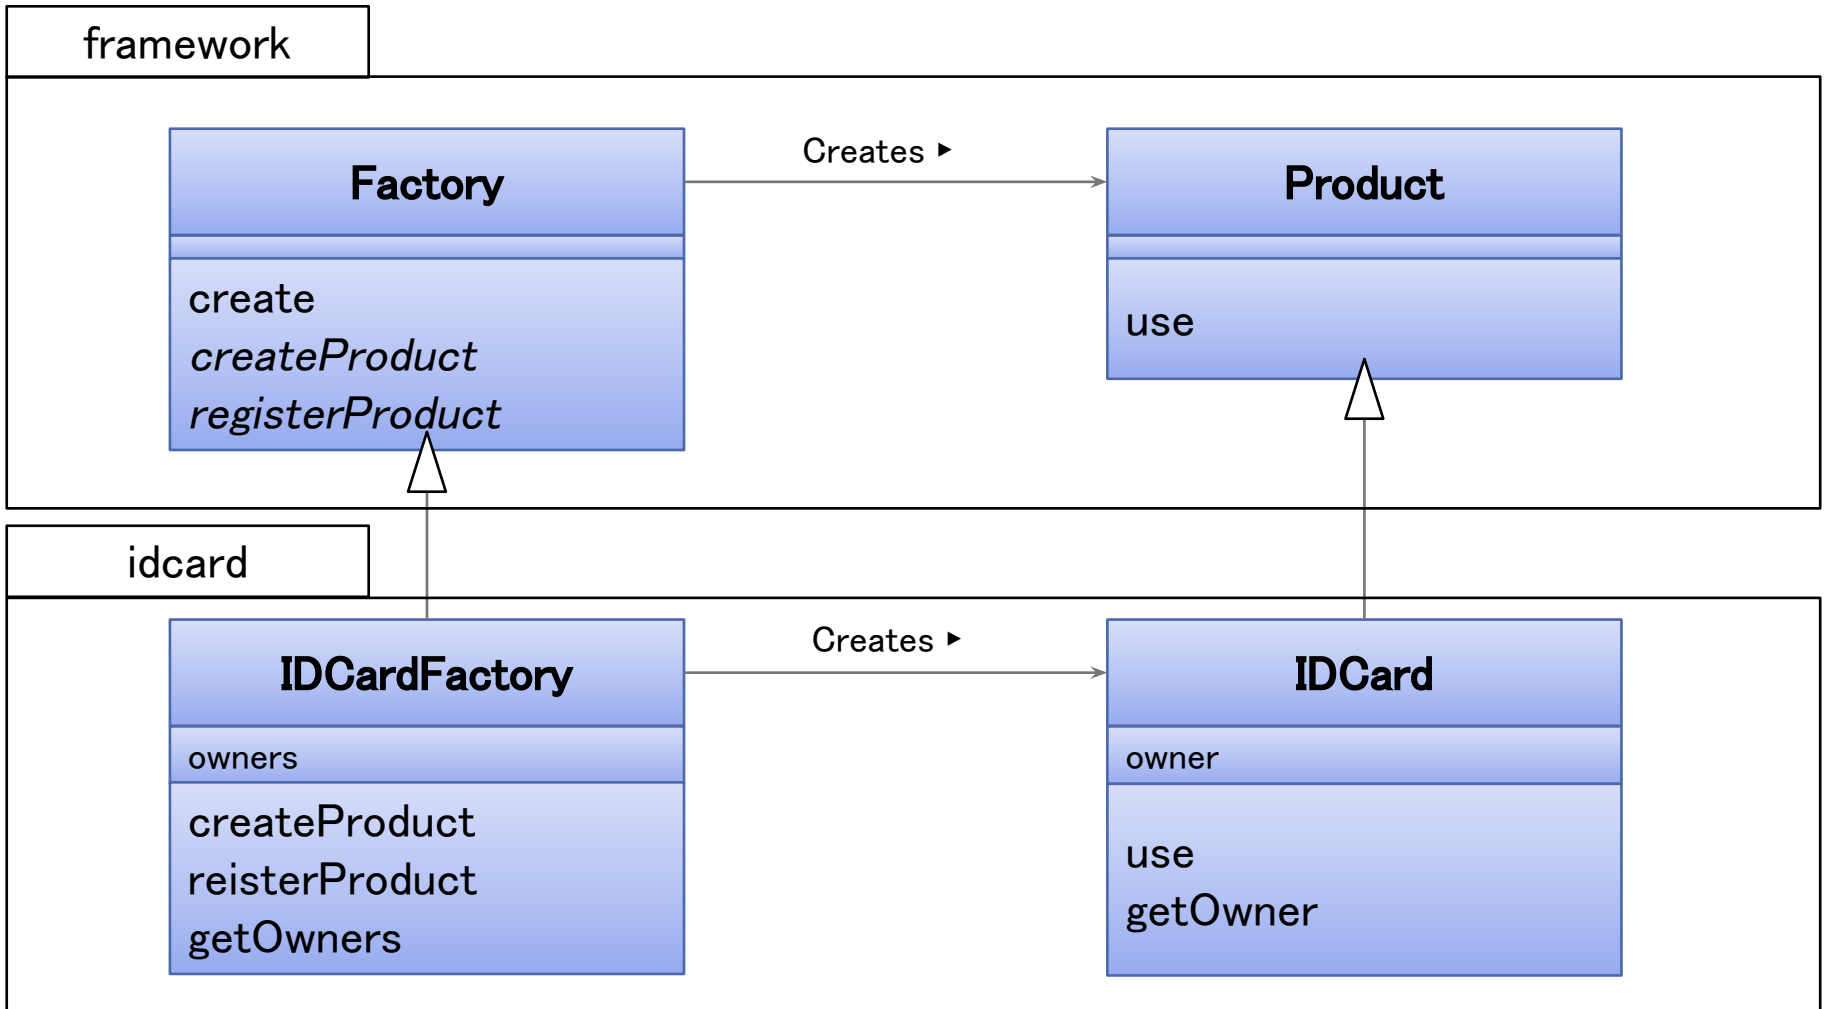 framework
Factory
Creates ▶
Product
create
createProduct
registerProduct
use
idcard
IDCardFactory
Creates ▶
IDCard
owners
owner
createProduct
reisterProduct
getOwners
use
getOwner